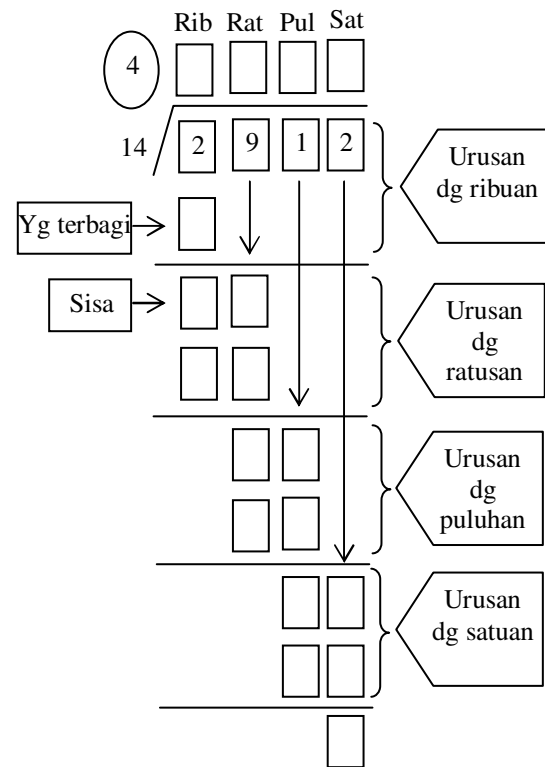 Rib Rat Pul Sat
4
14 2 9 1 2
Urusan
dg ribuan
Yg terbagi
Sisa
Urusan
dg
ratusan
Urusan
dg
puluhan
Urusan
dg satuan